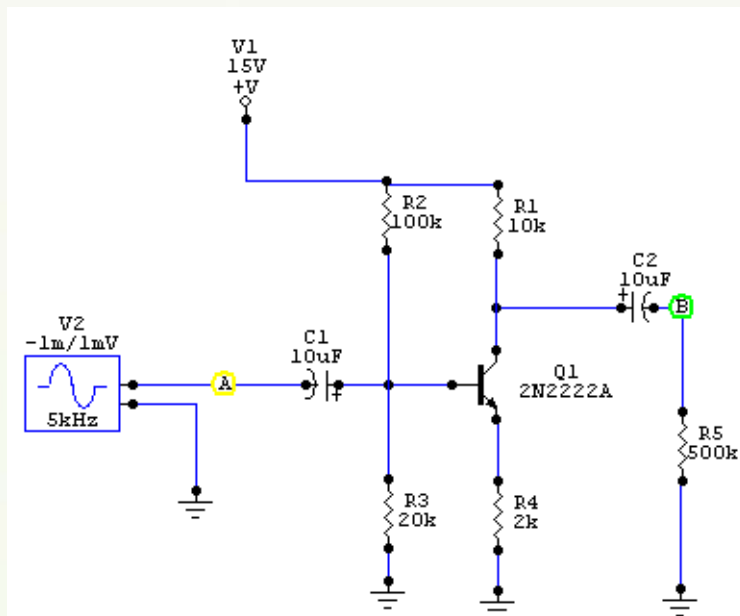 V1
15V
+V
R2
100k
R1
10k
C2
10uF
+
B
V2
-1m/1mV
5kHz
A
C1
10uF
+
Q1
2N2222A
R5
500k
R3
20k
R4
2k